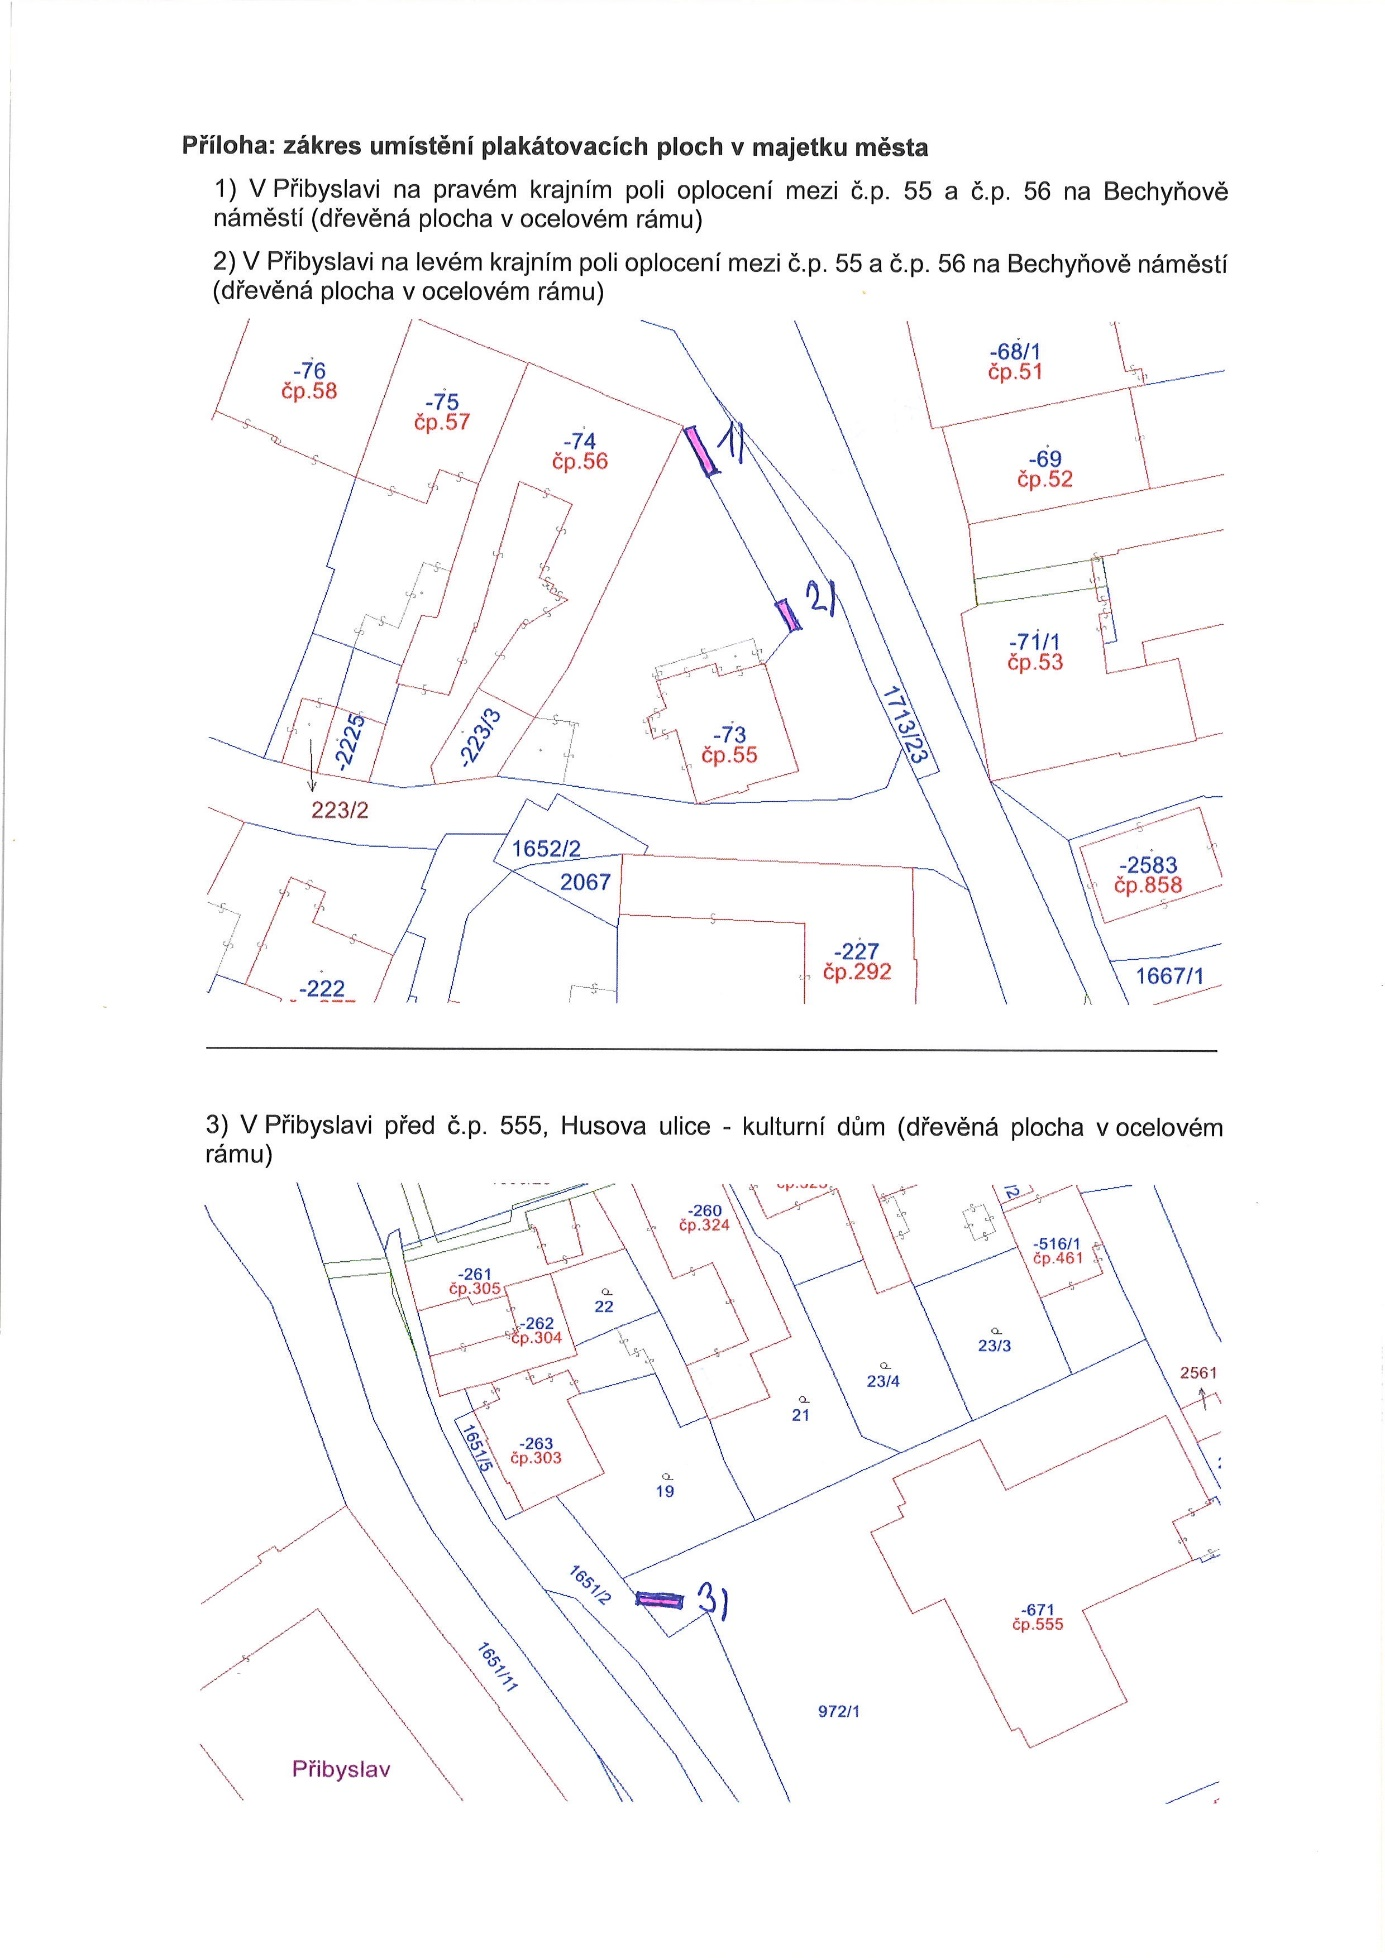 Příloha: zákres umístění plakátovacích ploch v majetku města
1) V Přibyslavi na pravém krajním poli oplocení mezi č.p. 55 a č.p. 56 na Bechyňově
náměstí (dřevěná plocha v ocelovém rámu)
2) V Přibyslavi na levém krajním poli oplocení mezi č.p. 55 a č.p. 56 na Bechyňově náměstí
(dřevěná plocha v ocelovém rámu)
-76
čp.58
-75
čp.57
-74
čp.56
1)
-68/1
čp.51
-69
čp.52
2)
-71/1
čp.53
-2225
-223/3
-73
čp.55
1713/23
223/2
1652/2
2067
-2583
čp.858
-222
-227
čp.292
1667/1
3) V Přibyslavi před č.p. 555, Husova ulice - kulturní dům (dřevěná plocha v ocelovém
rámu)
-260
čp.324
-516/1
čp.461
-261
čp.305
22
-262
čp.304
23/3
23/4
2561
21
1651/5
-263
čp.303
19
1651/2
3)
-671
čp.555
1651/11
972/1
Přibyslav